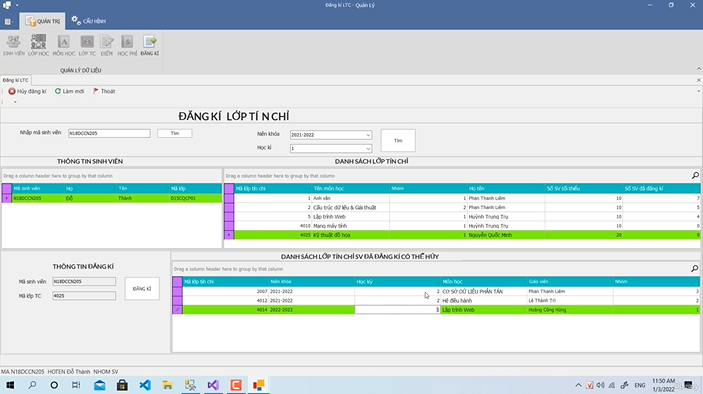 Đăng kí LTC - Quản Lý
QUẢN TRỊ CẤU HÌNH
SINH VIÊN LỚP HỌC MÔN HỌC LỚP TC ĐIỂM HỌC PHÍ ĐĂNG KÍ
QUẢN LÝ DỮ LIỆU
Đăng kí LTC
Hủy đăng kí Làm mới Thoát
ĐĂNG KÍ LỚP TÍN CHỈ
Nhập mã sinh viên N18DCCN205 Tìm Niên khóa 2021-2022 Tìm
Học kì 1
THÔNG TIN SINH VIÊN DANH SÁCH LỚP TÍN CHỈ
Drag a column header here to group by that column Drag a column header here to group by that column
Mã sinh viên Họ Tên Mã lớp Mã lớp tín chỉ Tên môn học Nhóm Họ tên Số SV tối thiểu Số SV đã đăng kí
N18DCCN205 Đỗ Thành D15CQCP01 1 Anh văn 1 Phan Thanh Liêm 10 7
2 Cấu trúc dữ liệu & Giải thuật 2 Phan Thanh Liêm 10 5
5 Lập trình Web 1 Huỳnh Trung Trụ 10 4
4010 Mạng máy tính 1 Huỳnh Trung Trụ 10 0
4025 Kỹ thuật đồ họa 1 Nguyễn Quốc Minh 20 0
THÔNG TIN ĐĂNG KÍ DANH SÁCH LỚP TÍN CHỈ SV ĐÃ ĐĂNG KÍ CÓ THỂ HỦY
Drag a column header here to group by that column
Mã sinh viên N18DCCN205 ĐĂNG KÍ Mã lớp tín chỉ Niên khóa Học kỳ Môn học Giáo viên Nhóm
Mã lớp TC 4025 2007 2021-2022 2 CƠ SỞ DỮ LIỆU PHÂN TÁN Phan Thanh Liêm 3
4012 2021-2022 2 Hệ điều hành Lê Thành Trí 2
4014 2022-2023 Lập trình Web Hoàng Công Hùng 1
MA N18DCCN205 HOTEN Đỗ Thành NHOM SV
ENG 11:50 AM
1/3/2022